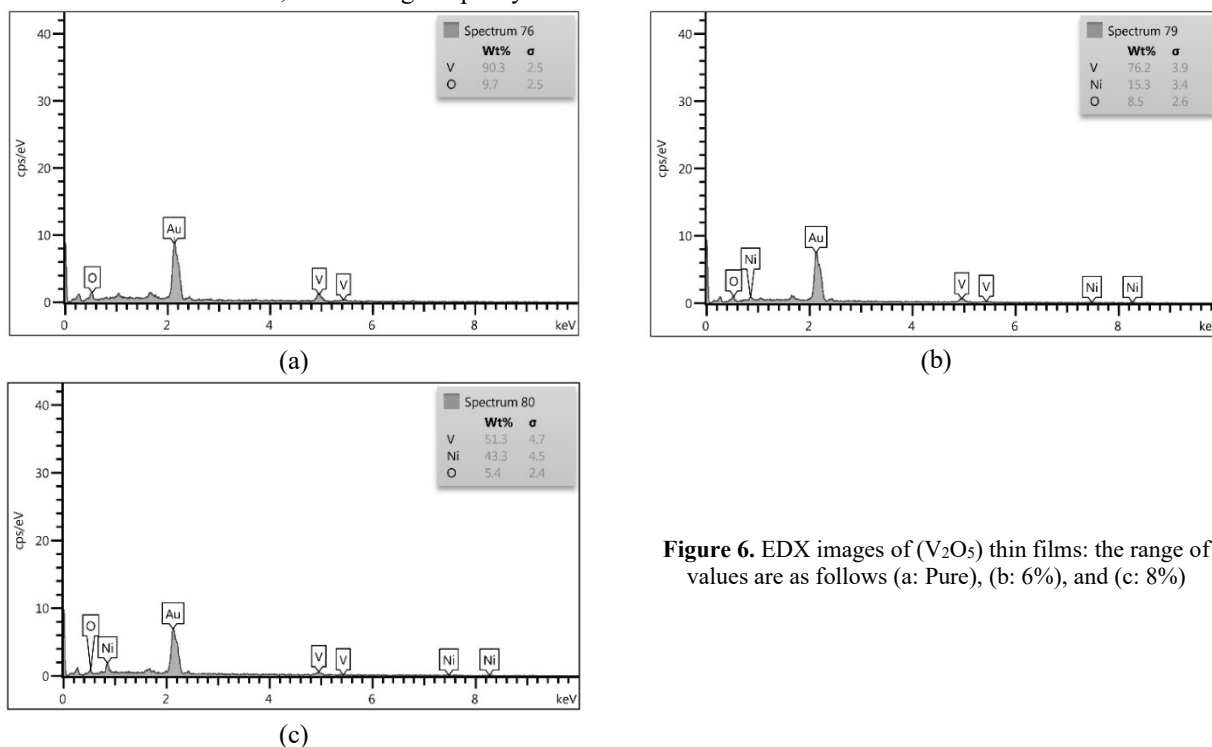 42
Spectrum 76
Wt% σ
V 90.3 2.5
O 9.7 2.5
40
30
20
10
0
cps/eV
O
Au
V
V
0 2 4 6 8 keV
(a)
Spectrum 79
Wt% σ
V 76.2 3.9
Ni 15.3 3.4
O 8.5 2.6
40
30
20
10
0
cps/eV
O
Ni
Au
V
V
Ni
Ni
0 2 4 6 8 keV
(b)
Spectrum 80
Wt% σ
V 51.3 4.7
Ni 43.3 4.5
O 5.4 2.4
40
30
20
10
0
cps/eV
O
Ni
Au
V
V
Ni
Ni
0 2 4 6 8 keV
(c)
Figure 6. EDX images of (V₂O₅) thin films: the range of
values are as follows (a: Pure), (b: 6%), and (c: 8%)